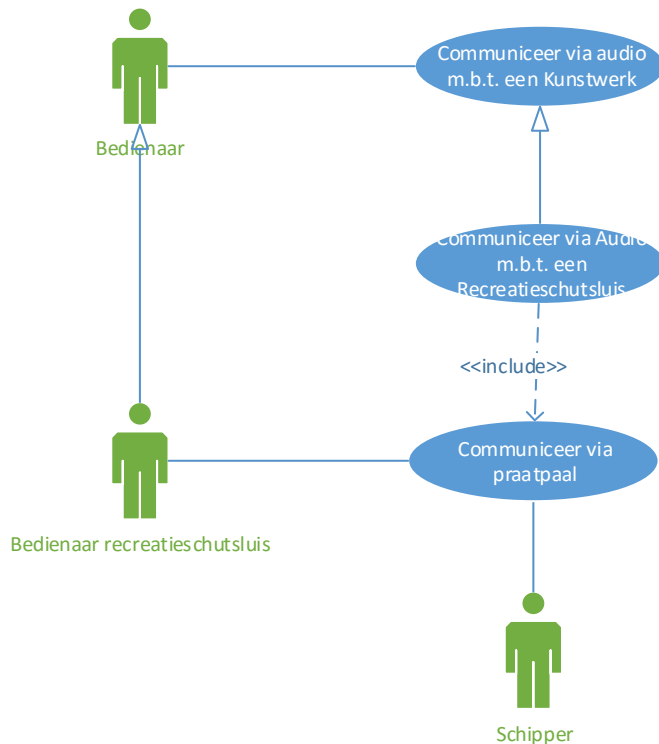 Communiceer via audio
m.b.t. een Kunstwerk
Bedienaar
Communiceer via Audio
m.b.t. een
Recreatieschutsluis
<<include>>
Communiceer via
praatpaal
Bedienaar recreatieschutsluis
Schipper